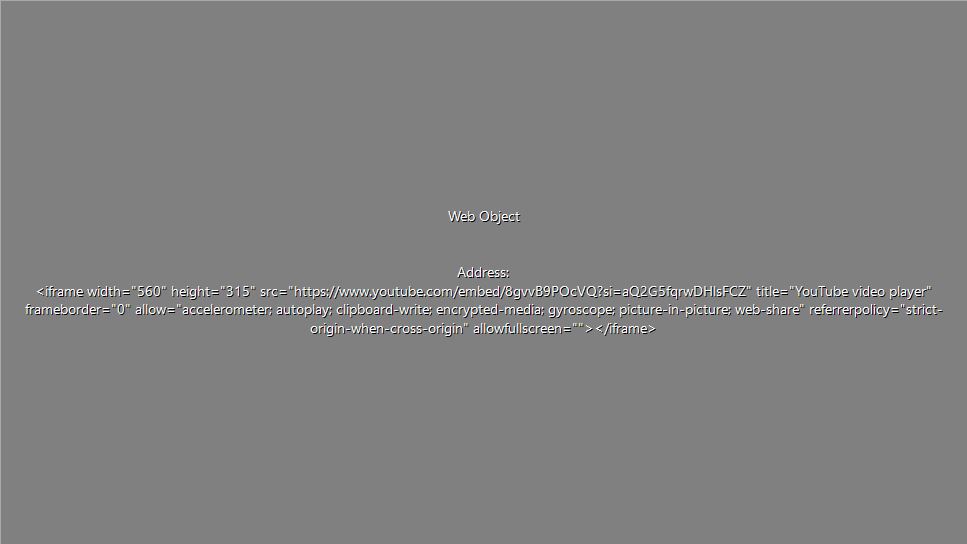 Web Object
Address:
<iframe width="560" height="315" src="https://www.youtube.com/embed/8gvvB9POcVQ?si=aQ2G5fqrwDHlsFCZ" title="YouTube video player"
frameborder="0" allow="accelerometer; autoplay; clipboard-write; encrypted-media; gyroscope; picture-in-picture; web-share" referrerpolicy="strict-
origin-when-cross-origin" allowfullscreen=""></iframe>